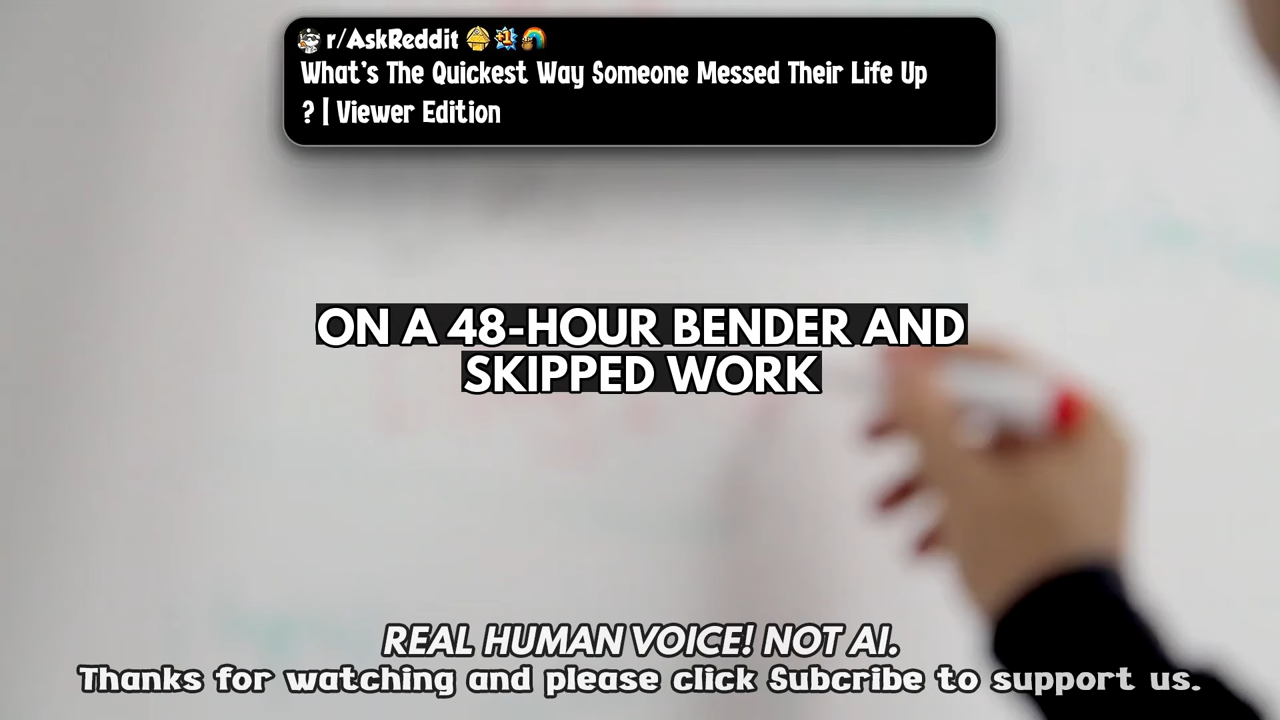 r/AskReddit
What's The Quickest Way Someone Messed Their Life Up
? | Viewer Edition
ON A 48-HOUR BENDER AND
SKIPPED WORK
REAL HUMAN VOICE! NOT AI.
Thanks for watching and please click Subcribe to support us.